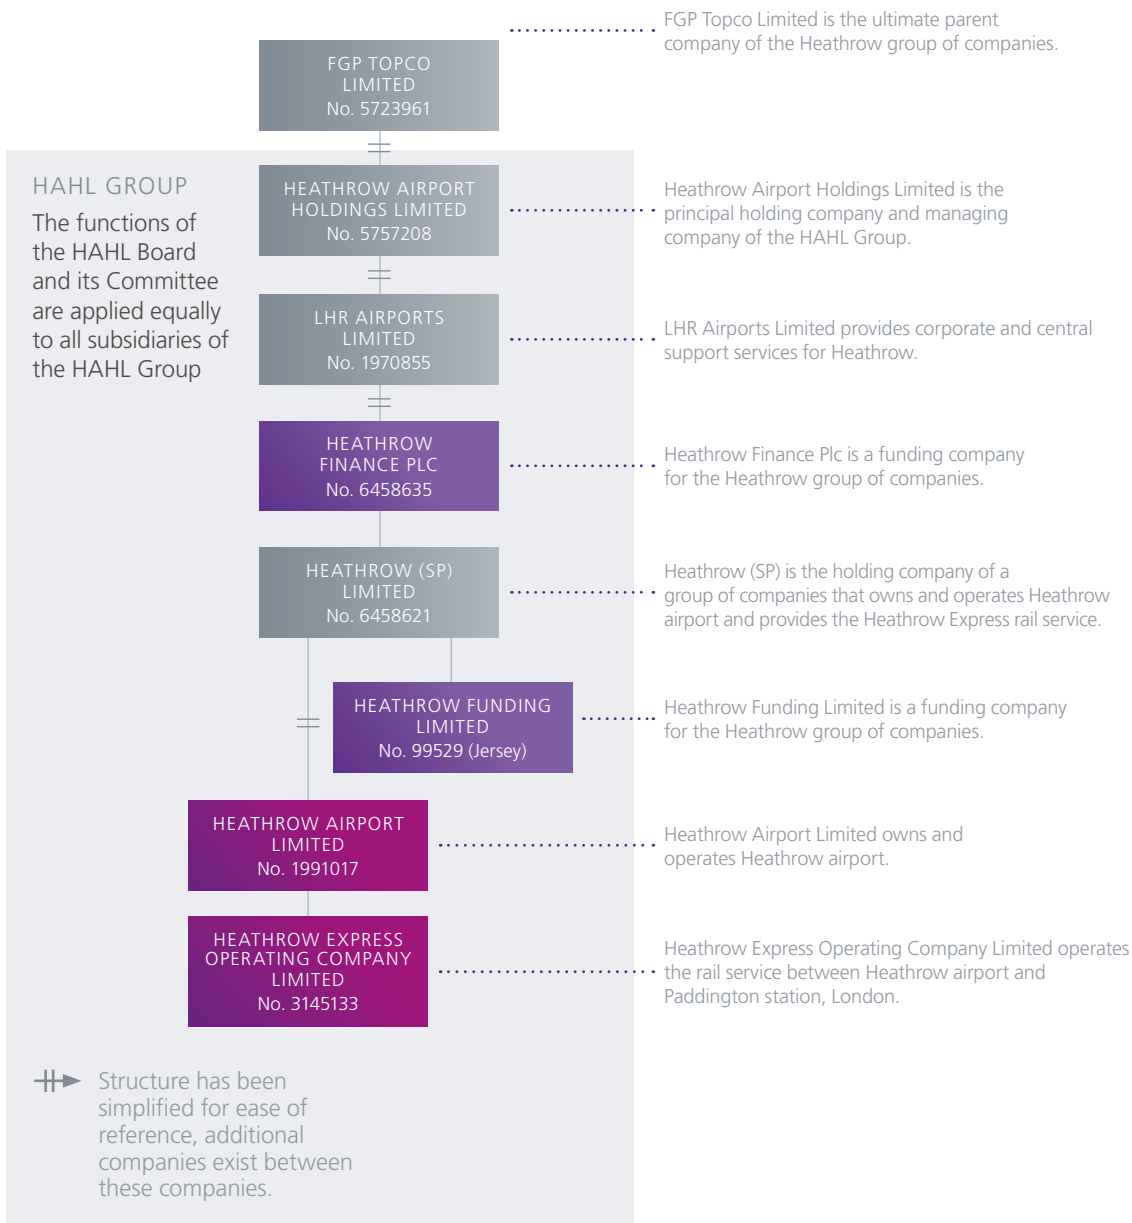 FGP Topco Limited is the ultimate parent
company of the Heathrow group of companies.
FGP TOPCO
LIMITED
No. 5723961
HAHL GROUP
The functions of
the HAHL Board
and its Committee
are applied equally
to all subsidiaries of
the HAHL Group
HEATHROW AIRPORT
HOLDINGS LIMITED
No. 5757208
Heathrow Airport Holdings Limited is the
principal holding company and managing
company of the HAHL Group.
LHR AIRPORTS
LIMITED
No. 1970855
LHR Airports Limited provides corporate and central
support services for Heathrow.
HEATHROW
FINANCE PLC
No. 6458635
Heathrow Finance Plc is a funding company
for the Heathrow group of companies.
HEATHROW (SP)
LIMITED
No. 6458621
Heathrow (SP) is the holding company of a
group of companies that owns and operates Heathrow
airport and provides the Heathrow Express rail service.
HEATHROW FUNDING
LIMITED
No. 99529 (Jersey)
Heathrow Funding Limited is a funding company
for the Heathrow group of companies.
HEATHROW AIRPORT
LIMITED
No. 1991017
Heathrow Airport Limited owns and
operates Heathrow airport.
HEATHROW EXPRESS
OPERATING COMPANY
LIMITED
No. 3145133
Heathrow Express Operating Company Limited operates
the rail service between Heathrow airport and
Paddington station, London.
Structure has been
simplified for ease of
reference, additional
companies exist between
these companies.